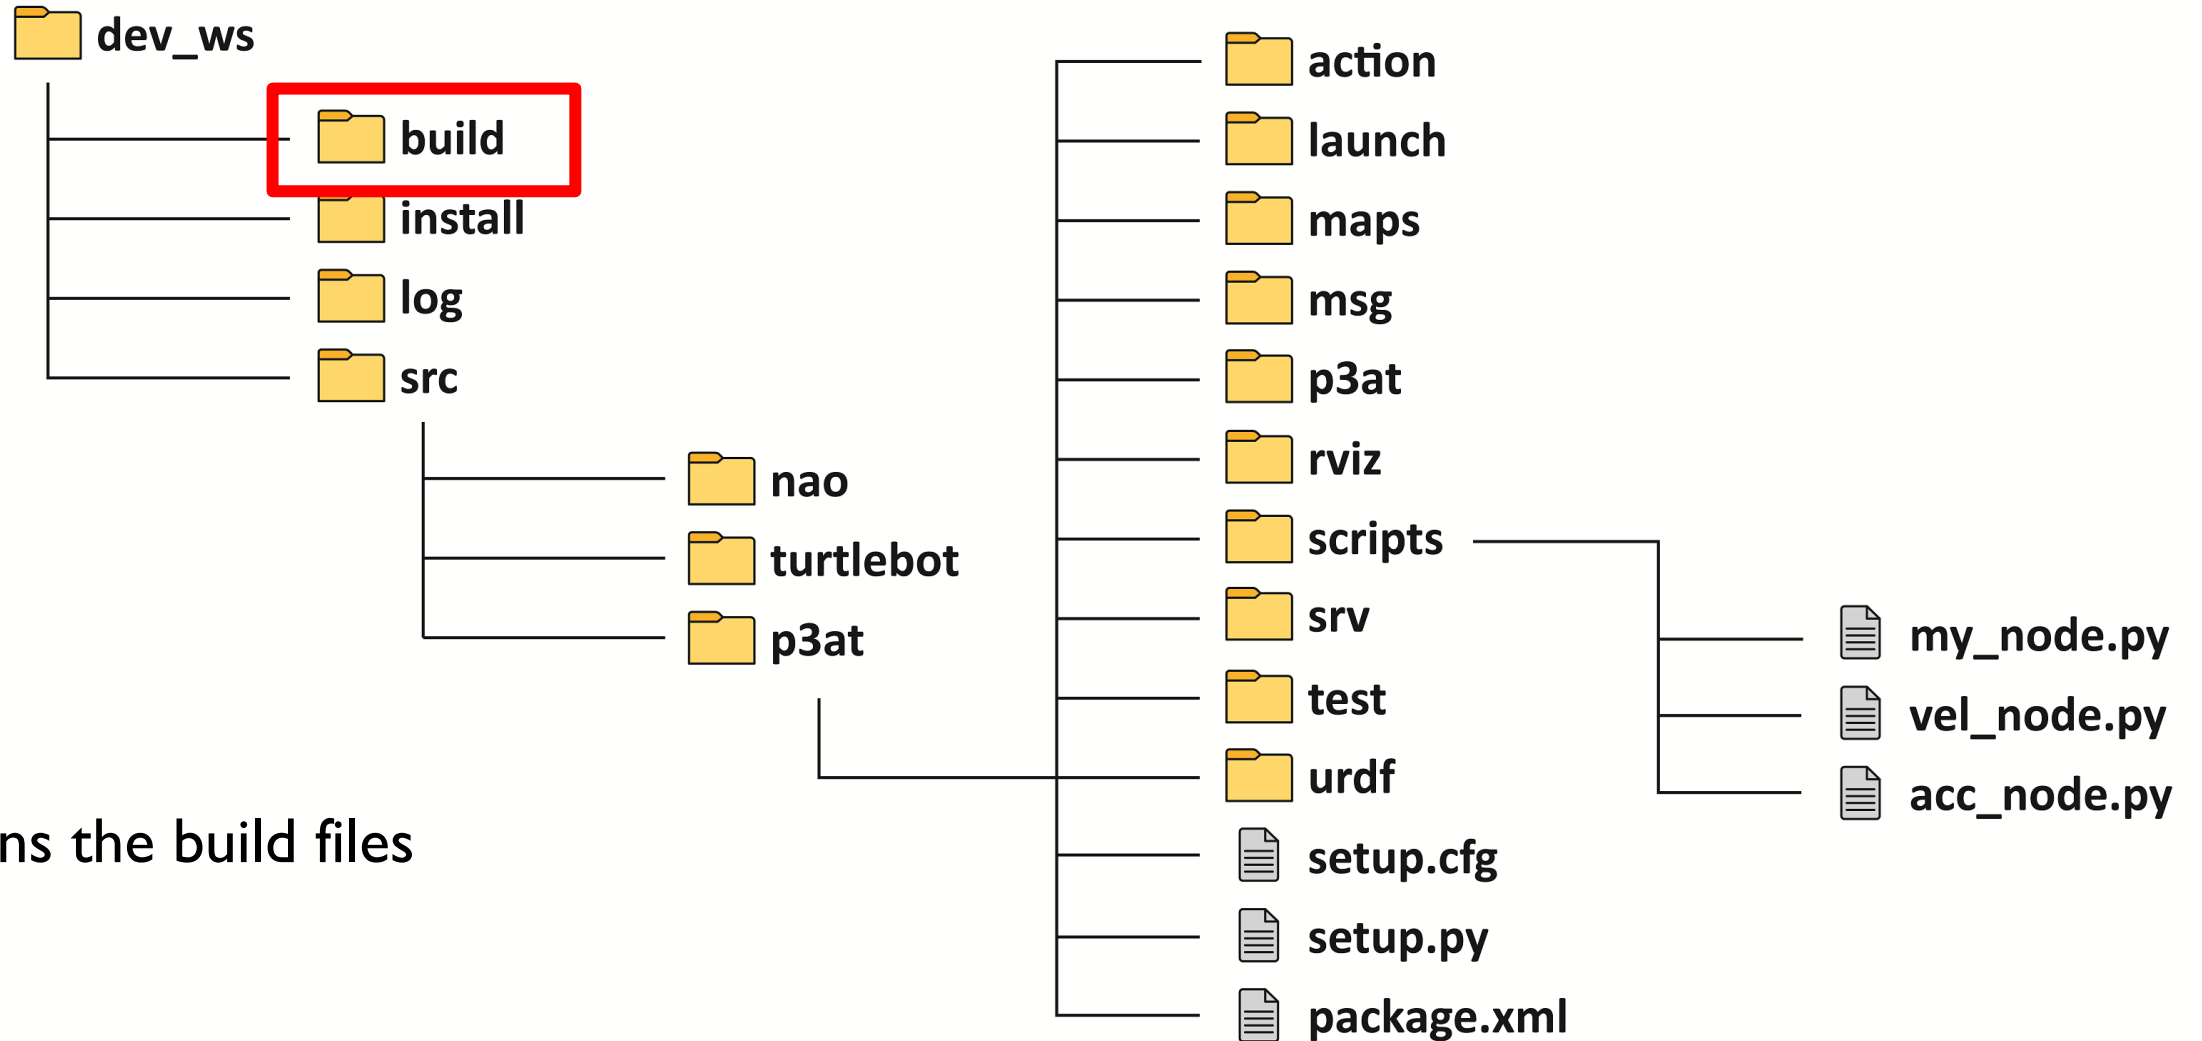 dev_ws
build
install
log
src
nao
turtlebot
p3at
action
launch
maps
msg
p3at
rviz
scripts
srv
test
urdf
setup.cfg
setup.py
package.xml
my_node.py
vel_node.py
acc_node.py
the build files